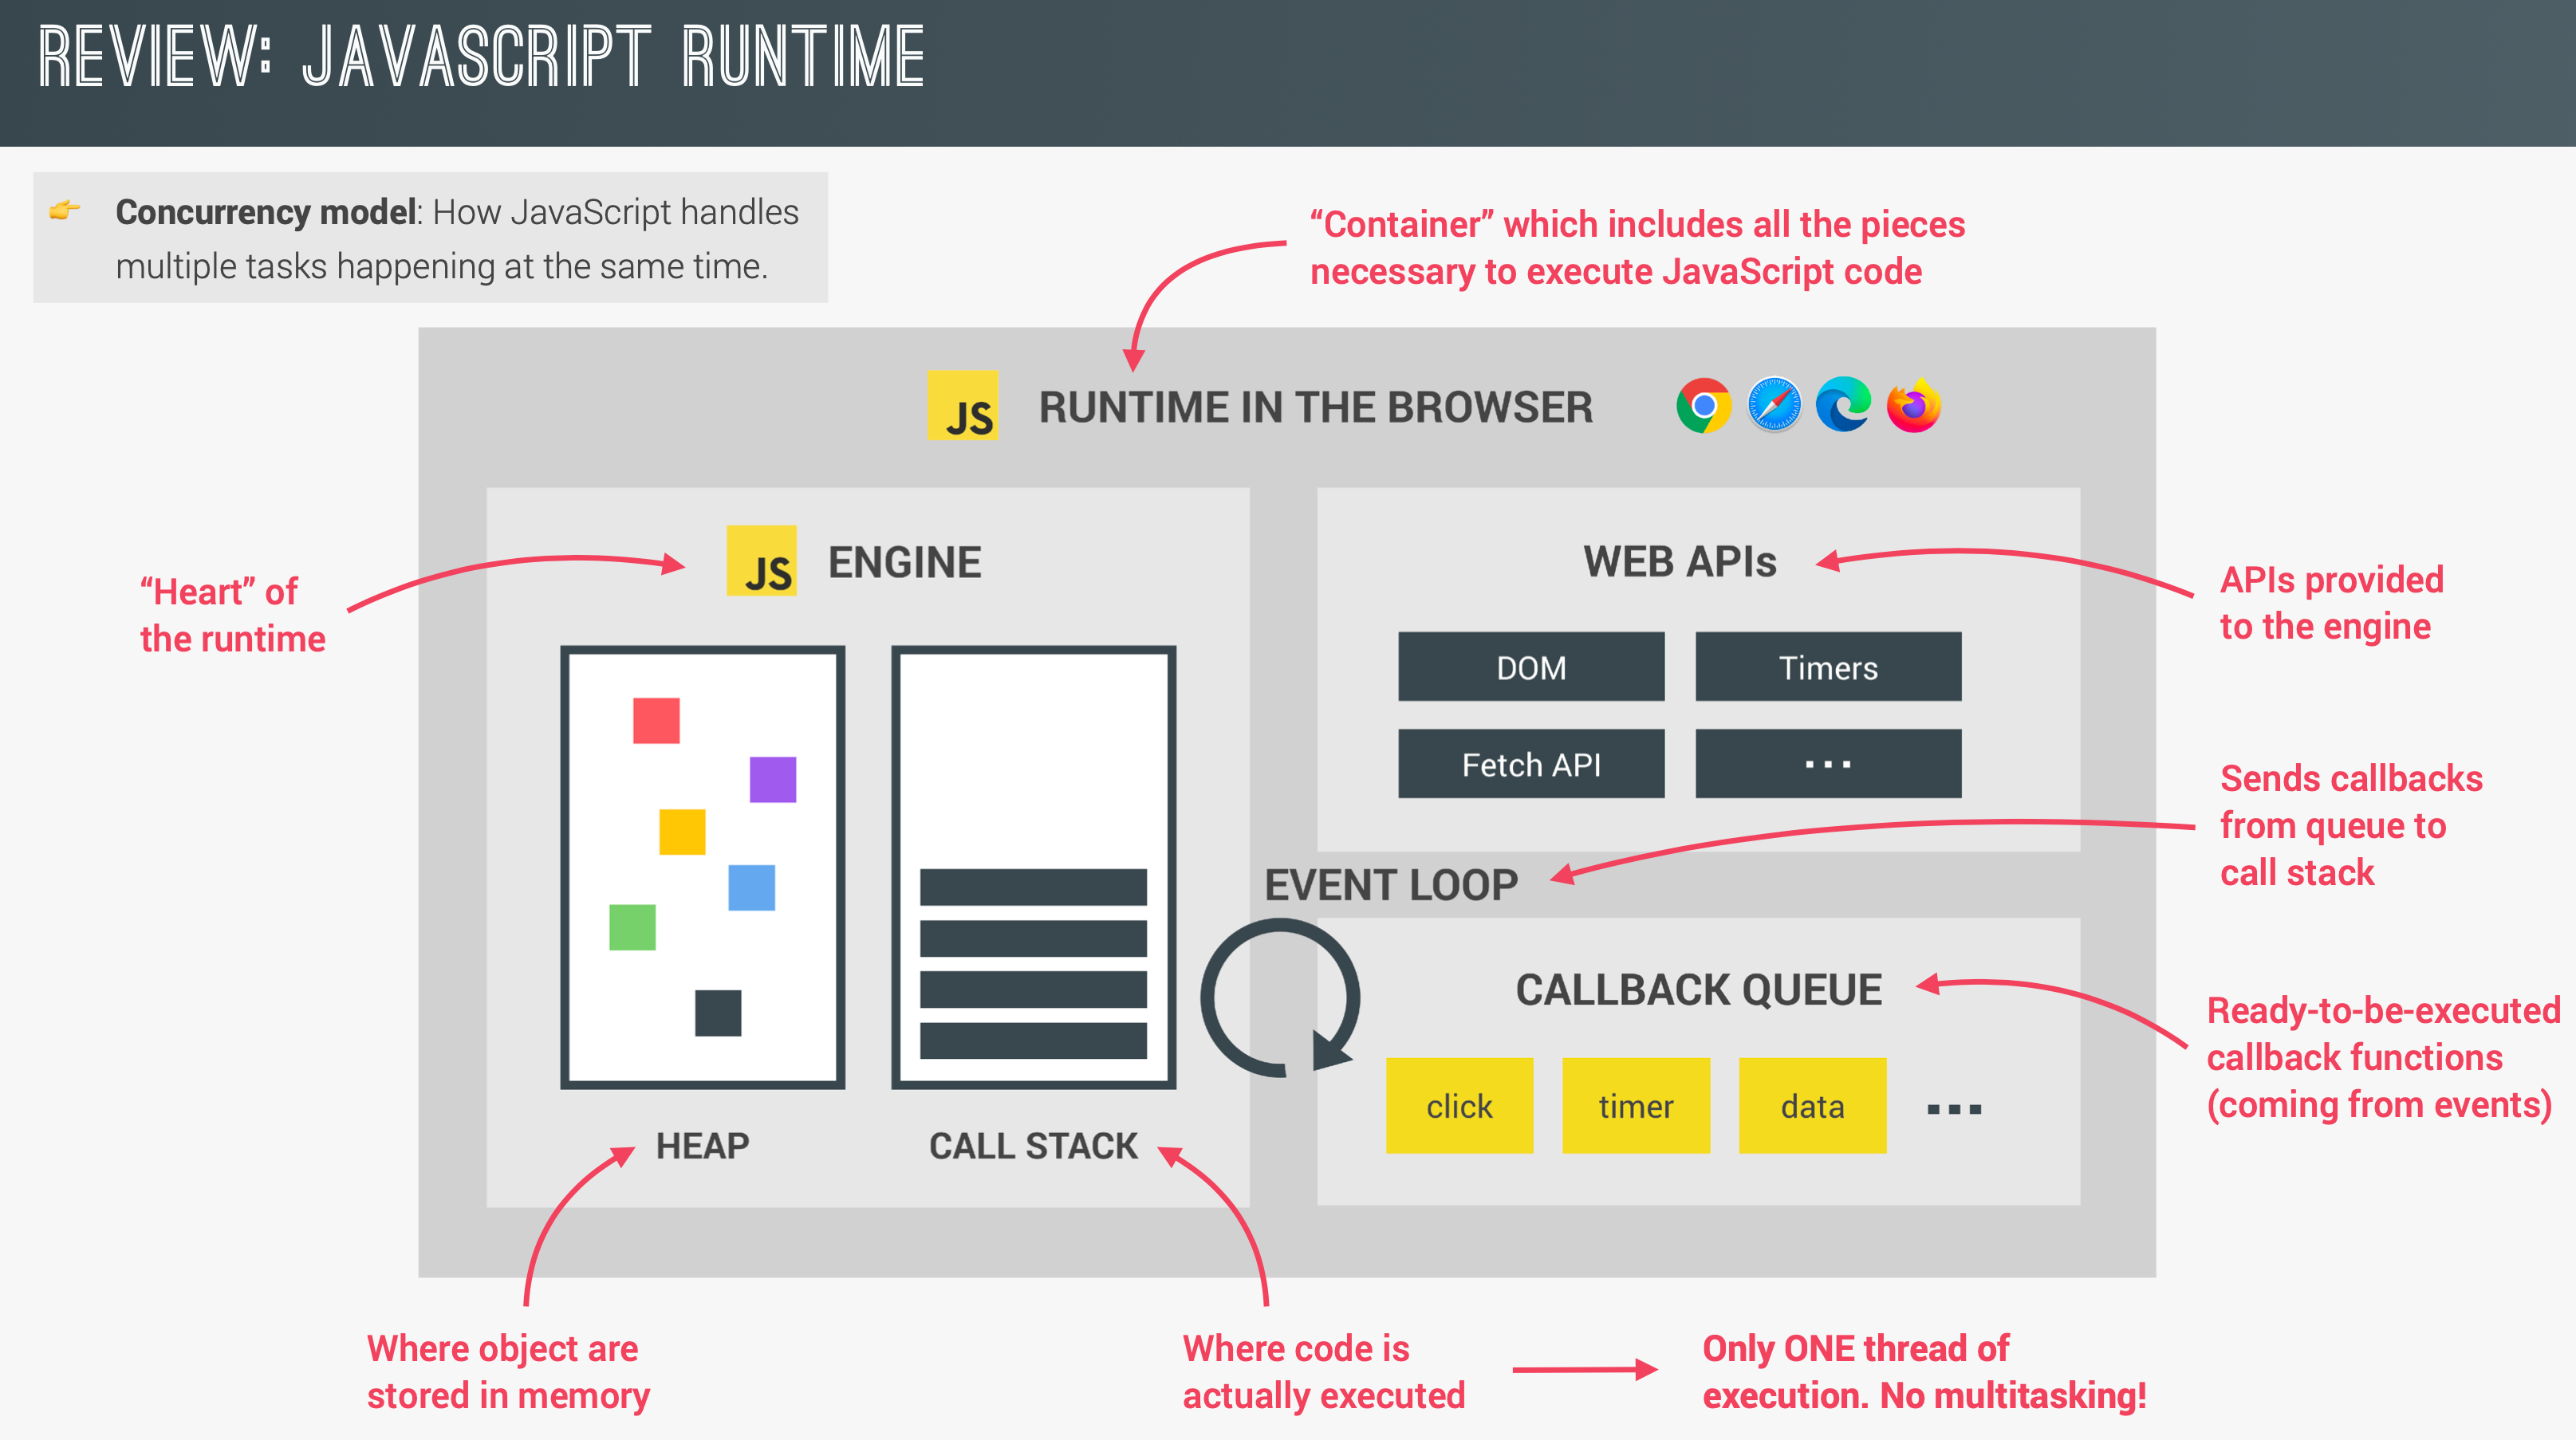 REVIEW: JAVASCRIPT RUNTIME
👉 Concurrency model: How JavaScript handles
multiple tasks happening at the same time.
“Container” which includes all the pieces
necessary to execute JavaScript code
JS RUNTIME IN THE BROWSER
“Heart” of
the runtime
JS ENGINE
HEAP
CALL STACK
WEB APIs
DOM
Timers
Fetch API
...
APIs provided
to the engine
EVENT LOOP
Sends callbacks
from queue to
call stack
CALLBACK QUEUE
click
timer
data
...
Ready-to-be-executed
callback functions
(coming from events)
Where object are
stored in memory
Where code is
actually executed
Only ONE thread of
execution. No multitasking!